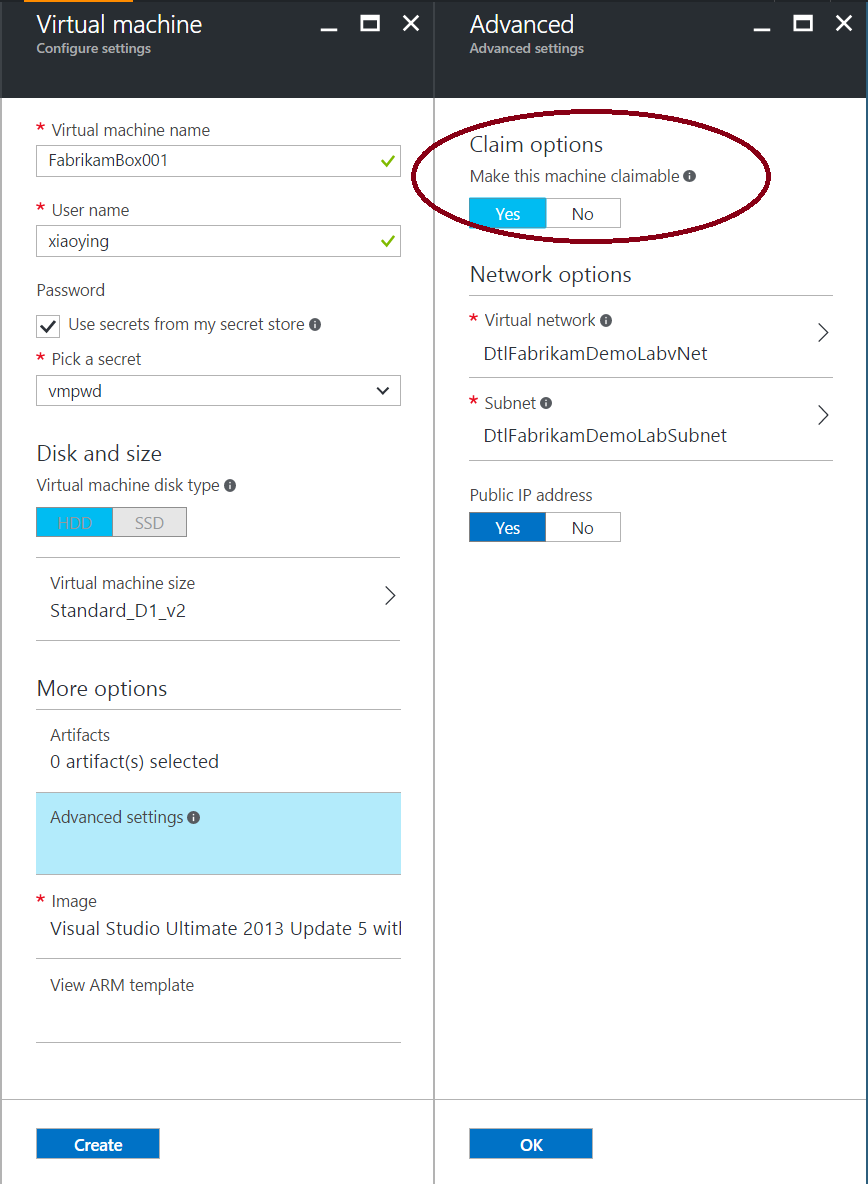 Virtual machine
Configure settings
* Virtual machine name
FabrikamBox001
* User name
xiaoying
Password
Use secrets from my secret store
* Pick a secret
vmpwd
Disk and size
Virtual machine disk type
HDD SSD
Virtual machine size
Standard_D1_v2
More options
Artifacts
0 artifact(s) selected
Advanced settings
* Image
Visual Studio Ultimate 2013 Update 5 with
View ARM template
Create
Advanced
Advanced settings
Claim options
Make this machine claimable
Yes No
Network options
* Virtual network
DtlFabrikamDemoLabvNet
* Subnet
DtlFabrikamDemoLabSubnet
Public IP address
Yes No
OK